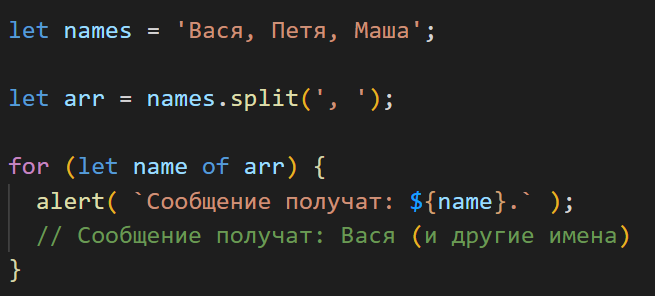 let names = 'Вася, Петя, Маша';
let arr = names.split(', ');
for (let name of arr) {
alert( `Сообщение получат: ${name}.` );
// Сообщение получат: Вася (и другие имена)
}